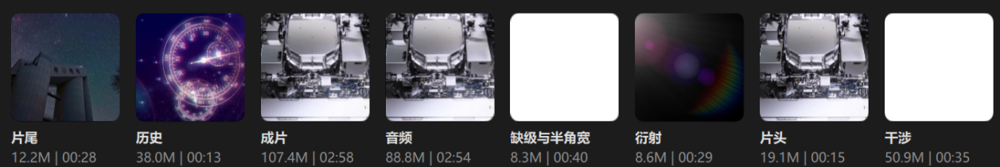 片尾
12.2M | 00:28
历史
38.0M | 00:13
成片
107.4M | 02:58
音频
88.8M | 02:54
缺级与半角宽
8.3M | 00:40
衍射
8.6M | 00:29
片头
19.1M | 00:15
干涉
50.9M | 00:35